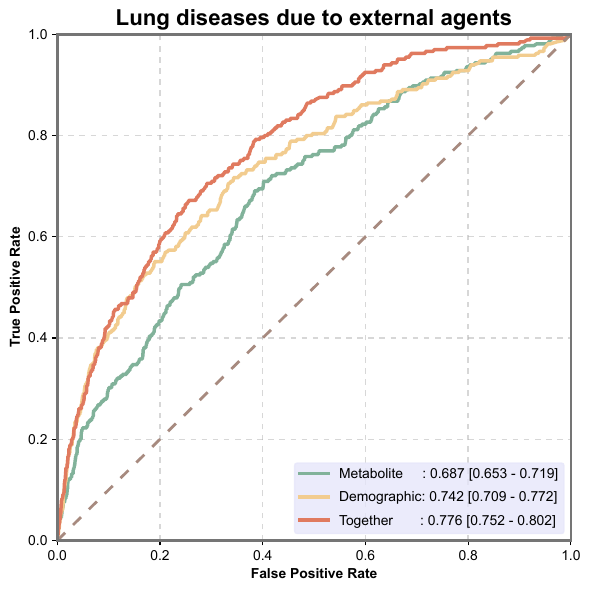 Lung diseases due to external agents
1.0
0.8
0.6
0.4
0.2
0.0
True Positive Rate
Metabolite : 0.687 [0.653 - 0.719]
Demographic: 0.742 [0.709 - 0.772]
Together : 0.776 [0.752 - 0.802]
0.0 0.2 0.4 0.6 0.8 1.0
False Positive Rate